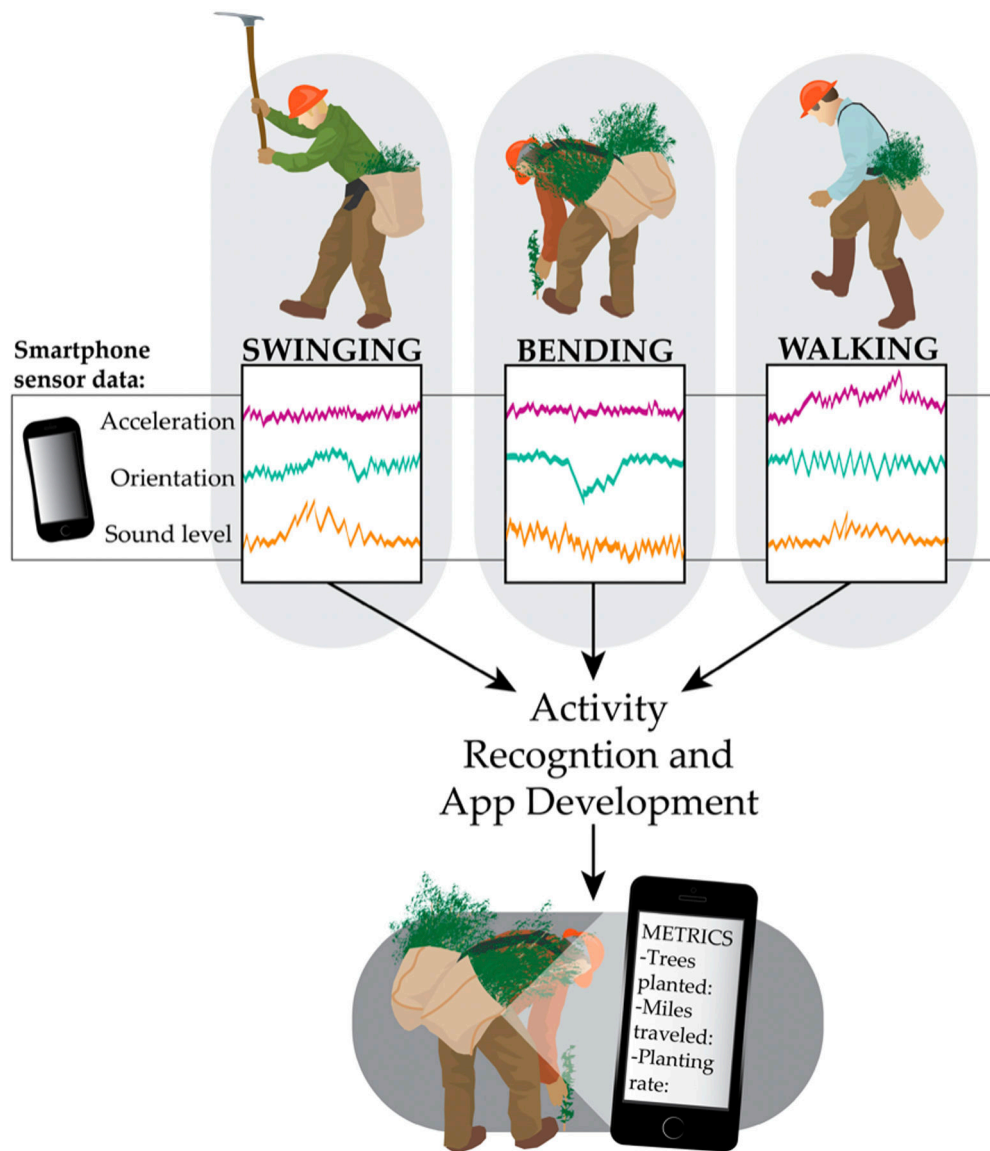 SWINGING
BENDING
WALKING
Smartphone
sensor data:
Acceleration
Orientation
Sound level
Activity
Recogntion and
App Development
METRICS
-Trees
planted:
-Miles
traveled:
-Planting
rate: